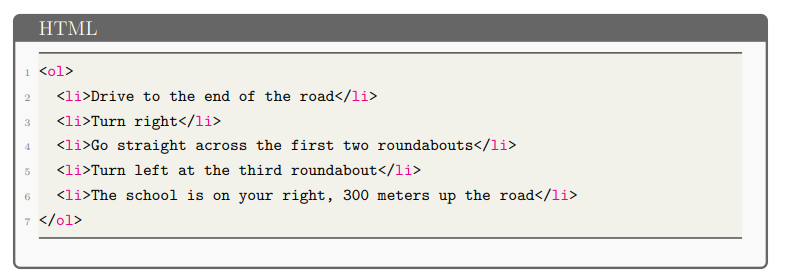 HTML
1 <ol>
2   <li>Drive to the end of the road</li>
3   <li>Turn right</li>
4   <li>Go straight across the first two roundabouts</li>
5   <li>Turn left at the third roundabout</li>
6   <li>The school is on your right, 300 meters up the road</li>
7 </ol>